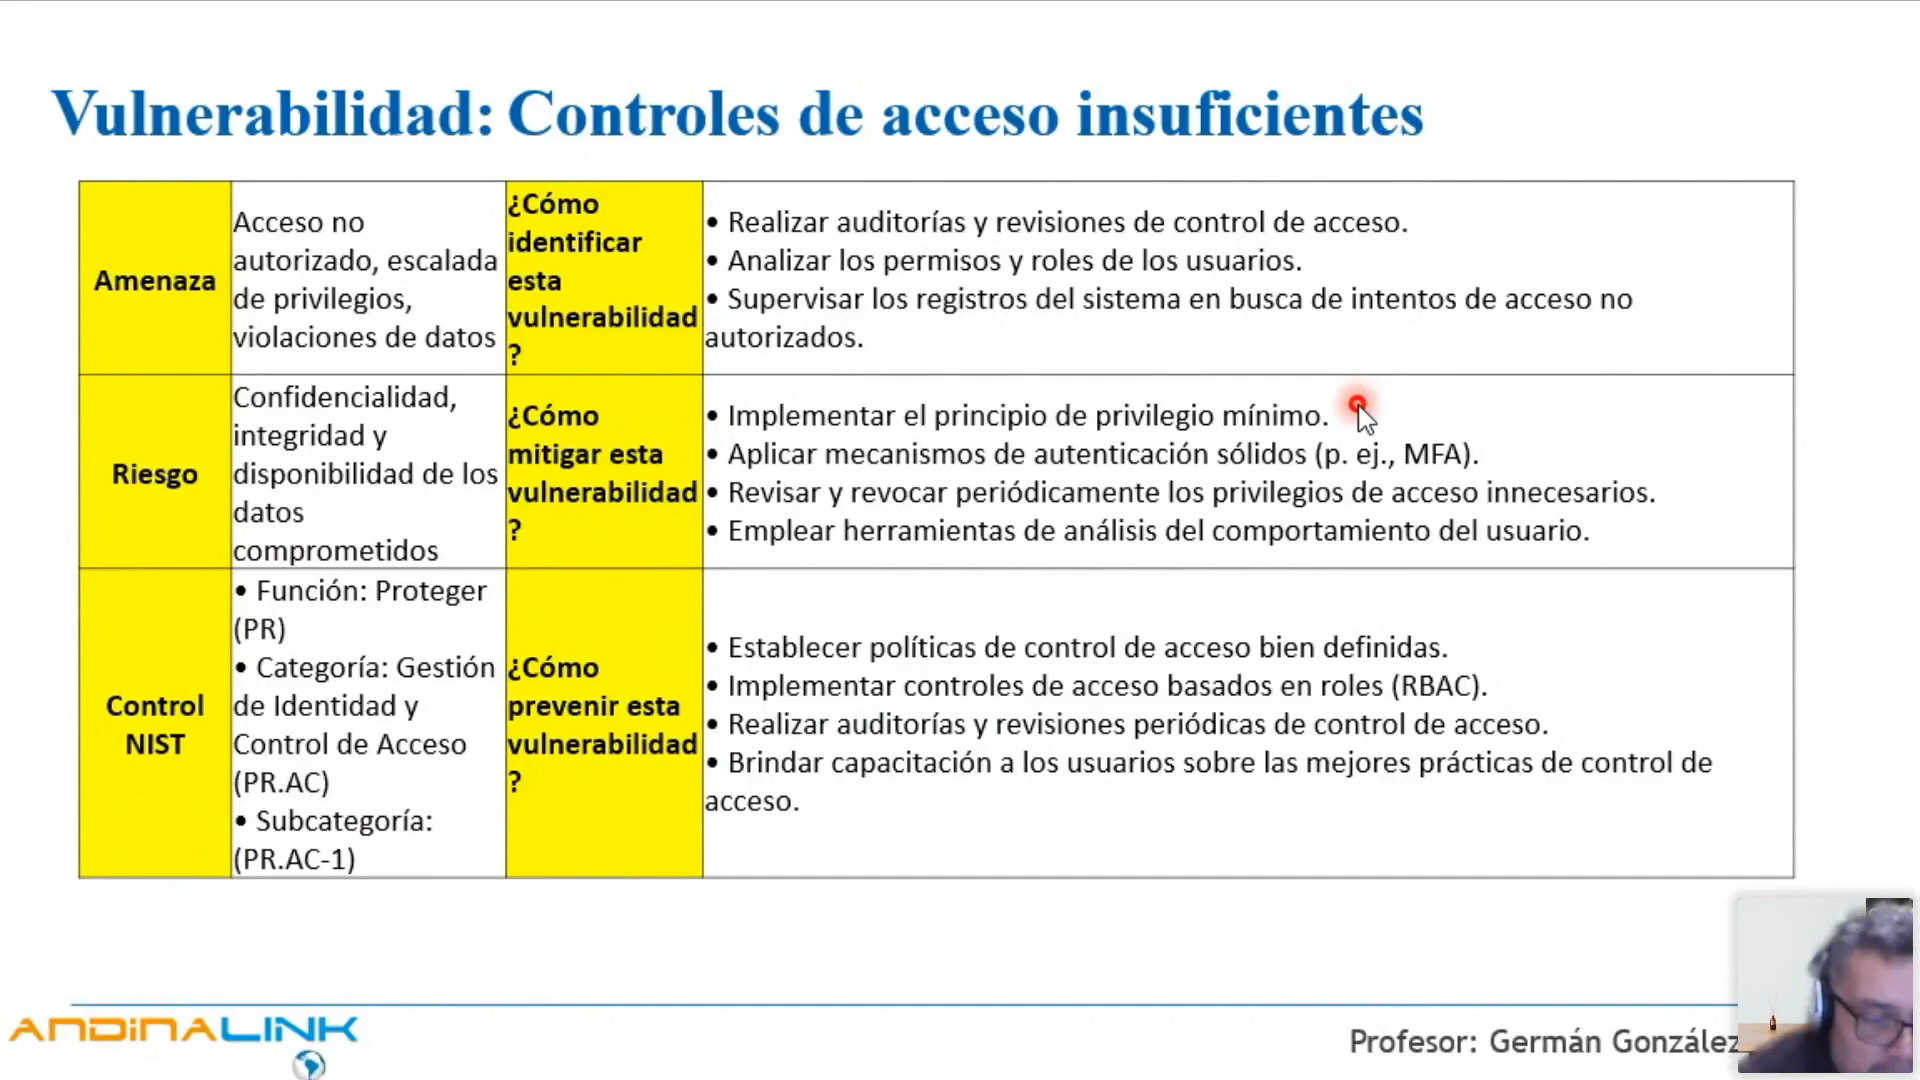 Vulnerabilidad: Controles de acceso insuficientes
Amenaza
Acceso no
autorizado, escalada
de privilegios,
violaciones de datos
¿Cómo
identificar
esta
vulnerabilidad
?
• Realizar auditorías y revisiones de control de acceso.
• Analizar los permisos y roles de los usuarios.
• Supervisar los registros del sistema en busca de intentos de acceso no
autorizados.
Riesgo
Confidencialidad,
integridad y
disponibilidad de los
datos
comprometidos
¿Cómo
mitigar esta
vulnerabilidad
?
• Implementar el principio de privilegio mínimo.
• Aplicar mecanismos de autenticación sólidos (p. ej., MFA).
• Revisar y revocar periódicamente los privilegios de acceso innecesarios.
• Emplear herramientas de análisis del comportamiento del usuario.
Control
NIST
• Función: Proteger
(PR)
• Categoría: Gestión
de Identidad y
Control de Acceso
(PR.AC)
• Subcategoría:
(PR.AC-1)
¿Cómo
prevenir esta
vulnerabilidad
?
• Establecer políticas de control de acceso bien definidas.
• Implementar controles de acceso basados en roles (RBAC).
• Realizar auditorías y revisiones periódicas de control de acceso.
• Brindar capacitación a los usuarios sobre las mejores prácticas de control de
acceso.
ANDINALINK
Profesor: Germán González